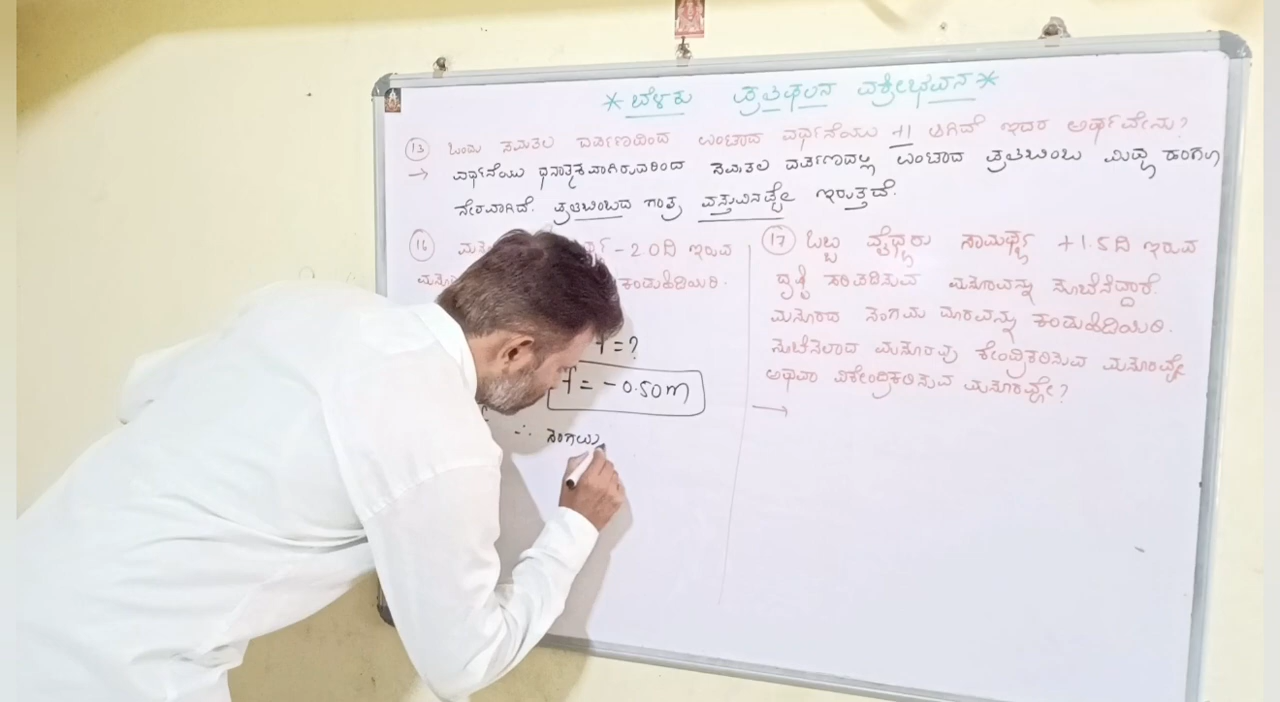 * ಬೆಳಕು ಪ್ರತಿಫಲನ ವಕ್ರೀಭವನ *
13 ಒಂದು ಸಮತಲ ದರ್ಪಣದಿಂದ ಉಂಟಾದ ವರ್ಧನೆಯು +1 ಆಗಿದೆ ಇದರ ಅರ್ಥವೇನು?
→ ವರ್ಧನೆಯು ಧನಾತ್ಮಕವಾಗಿರುವುದರಿಂದ ಸಮತಲ ದರ್ಪಣದಲ್ಲಿ ಉಂಟಾದ ಪ್ರತಿಬಿಂಬ ಮಿಥ್ಯ ಹಾಗೂ
ನೇರವಾಗಿದೆ. ಪ್ರತಿಬಿಂಬದ ಗಾತ್ರ ವಸ್ತುವಿನಷ್ಟೇ ಇರುತ್ತದೆ.
16 -2.0ಡಿ ಇರುವ
ಕಂಡುಹಿಡಿಯಿರಿ.
f = ?
f = -0.50m
∴ ಸಂಗಮ
17 ಒಬ್ಬ ವೈದ್ಯರು ಸಾಮರ್ಥ್ಯ +1.5ಡಿ ಇರುವ
ದೃಷ್ಟಿ ಸರಿಪಡಿಸುವ ಮಸೂರವನ್ನು ಸೂಚಿಸಿದ್ದಾರೆ.
ಮಸೂರದ ಸಂಗಮ ದೂರವನ್ನು ಕಂಡುಹಿಡಿಯಿರಿ.
ಸೂಚಿಸಲಾದ ಮಸೂರವು ಕೇಂದ್ರೀಕರಿಸುವ ಮಸೂರವೇ
ಅಥವಾ ವಿಕೇಂದ್ರೀಕರಿಸುವ ಮಸೂರವೇ?
→